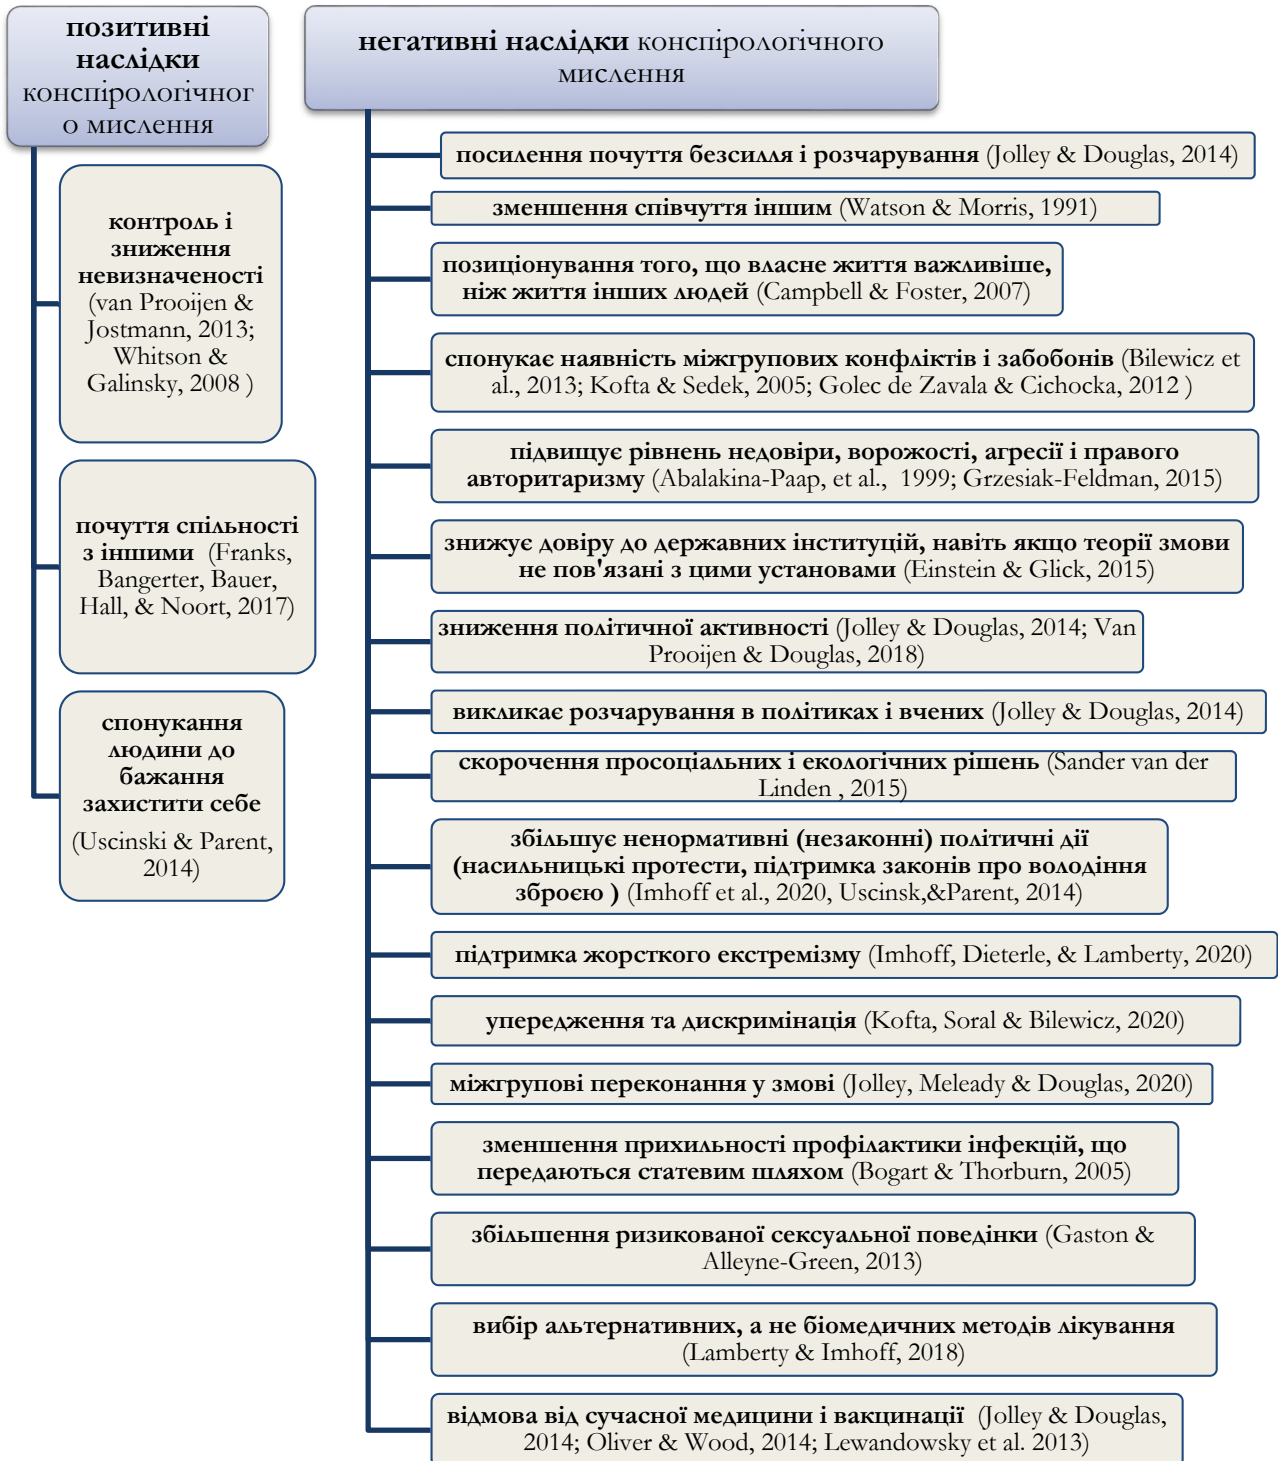 позитивні
наслідки
конспірологічног
о мислення
контроль і
зниження
невизначеності
(van Prooijen &
Jostmann, 2013;
Whitson &
Galinsky, 2008 )
почуття спільності
з іншими (Franks,
Bangerter, Bauer,
Hall, & Noort, 2017)
спонукання
людини до
бажання
захистити себе
(Uscinski & Parent,
2014)
негативні наслідки конспірологічного
мислення
посилення почуття безсилля і розчарування (Jolley & Douglas, 2014)
зменшення співчуття іншим (Watson & Morris, 1991)
позиціонування того, що власне життя важливіше,
ніж життя інших людей (Campbell & Foster, 2007)
спонукає наявність міжгрупових конфліктів і забобонів (Bilewicz et
al., 2013; Kofta & Sedek, 2005; Golec de Zavala & Cichocka, 2012 )
підвищує рівнень недовіри, ворожості, агресії і правого
авторитаризму (Abalakina-Paap, et al., 1999; Grzesiak-Feldman, 2015)
знижує довіру до державних інституцій, навіть якщо теорії змови
не пов'язані з цими установами (Einstein & Glick, 2015)
зниження політичної активності (Jolley & Douglas, 2014; Van
Prooijen & Douglas, 2018)
викликає розчарування в політиках і вчених (Jolley & Douglas, 2014)
скорочення просоціальних і екологічних рішень (Sander van der
Linden , 2015)
збільшує ненормативні (незаконні) політичні дії
(насильницькі протести, підтримка законів про володіння
зброєю ) (Imhoff et al., 2020, Uscinsk,&Parent, 2014)
підтримка жорсткого екстремізму (Imhoff, Dieterle, & Lamberty, 2020)
упередження та дискримінація (Kofta, Soral & Bilewicz, 2020)
міжгрупові переконання у змові (Jolley, Meleady & Douglas, 2020)
зменшення прихильності профілактики інфекцій, що
передаються статевим шляхом (Bogart & Thorburn, 2005)
збільшення ризикованої сексуальної поведінки (Gaston &
Alleyne-Green, 2013)
вибір альтернативних, а не біомедичних методів лікування
(Lamberty & Imhoff, 2018)
відмова від сучасної медицини і вакцинації (Jolley & Douglas,
2014; Oliver & Wood, 2014; Lewandowsky et al. 2013)